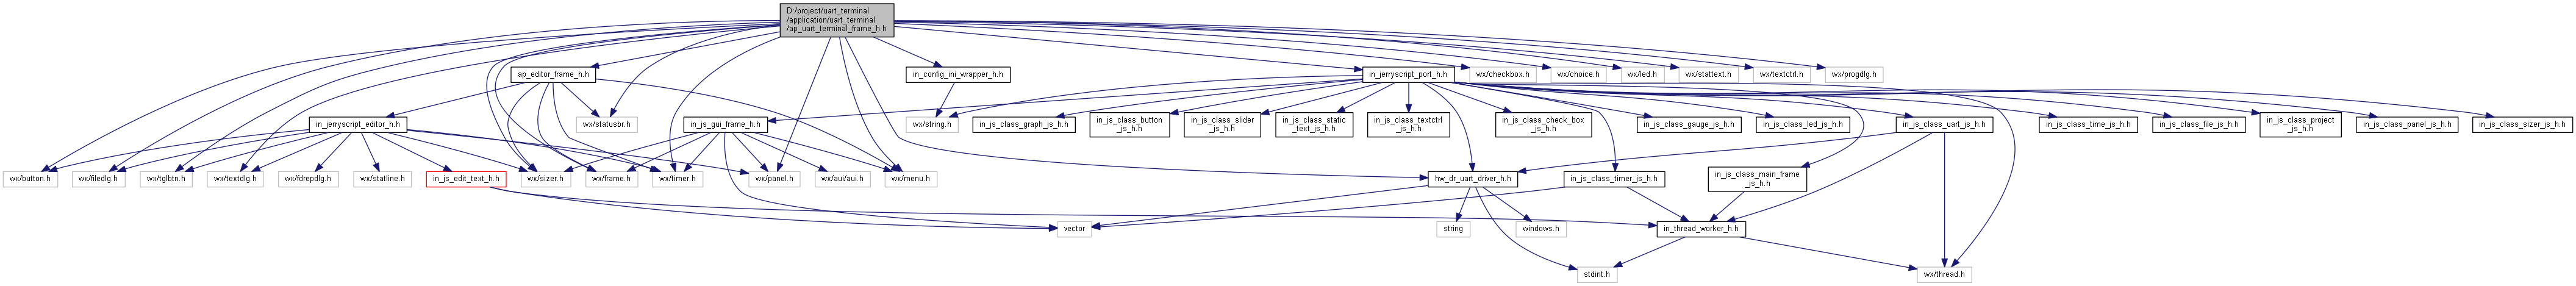 D:/project/uart_terminal
/application/uart_terminal
/ap_uart_terminal_frame_h.h
ap_editor_frame_h.h
in_config_ini_wrapper_h.h
in_jerryscript_port_h.h
wx/checkbox.h
wx/choice.h
wx/led.h
wx/stattext.h
wx/textctrl.h
wx/progdlg.h
in_jerryscript_editor_h.h
wx/statusbr.h
in_js_gui_frame_h.h
wx/string.h
in_js_class_graph_js_h.h
in_js_class_button
_js_h.h
in_js_class_slider
_js_h.h
in_js_class_static
_text_js_h.h
in_js_class_textctrl
_js_h.h
in_js_class_check_box
_js_h.h
in_js_class_gauge_js_h.h
in_js_class_led_js_h.h
in_js_class_uart_js_h.h
in_js_class_time_js_h.h
in_js_class_file_js_h.h
in_js_class_project
_js_h.h
in_js_class_panel_js_h.h
in_js_class_sizer_js_h.h
wx/button.h
wx/filedlg.h
wx/tglbtn.h
wx/textdlg.h
wx/fdrepdlg.h
wx/statline.h
in_js_edit_text_h.h
wx/sizer.h
wx/frame.h
wx/timer.h
wx/panel.h
wx/aui/aui.h
wx/menu.h
hw_dr_uart_driver_h.h
in_js_class_timer_js_h.h
in_js_class_main_frame
_js_h.h
vector
string
windows.h
in_thread_worker_h.h
stdint.h
wx/thread.h